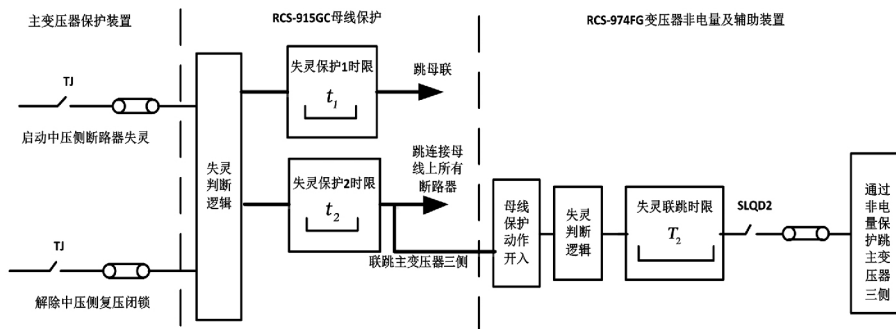 主变压器保护装置
RCS-915GC母线保护
RCS-974FG变压器非电量及辅助装置
TJ
启动中压侧断路器失灵
TJ
解除中压侧复压闭锁
失灵
判断
逻辑
失灵保护1时限
t1
跳母联
失灵保护2时限
t2
跳连接母
线上所有
断路器
联跳主变压器三侧
母线
保护
动作
开入
失灵
判断
逻辑
失灵联跳时限
T2
SLQD2
通过
非电
量保
护跳
主变
压器
三侧